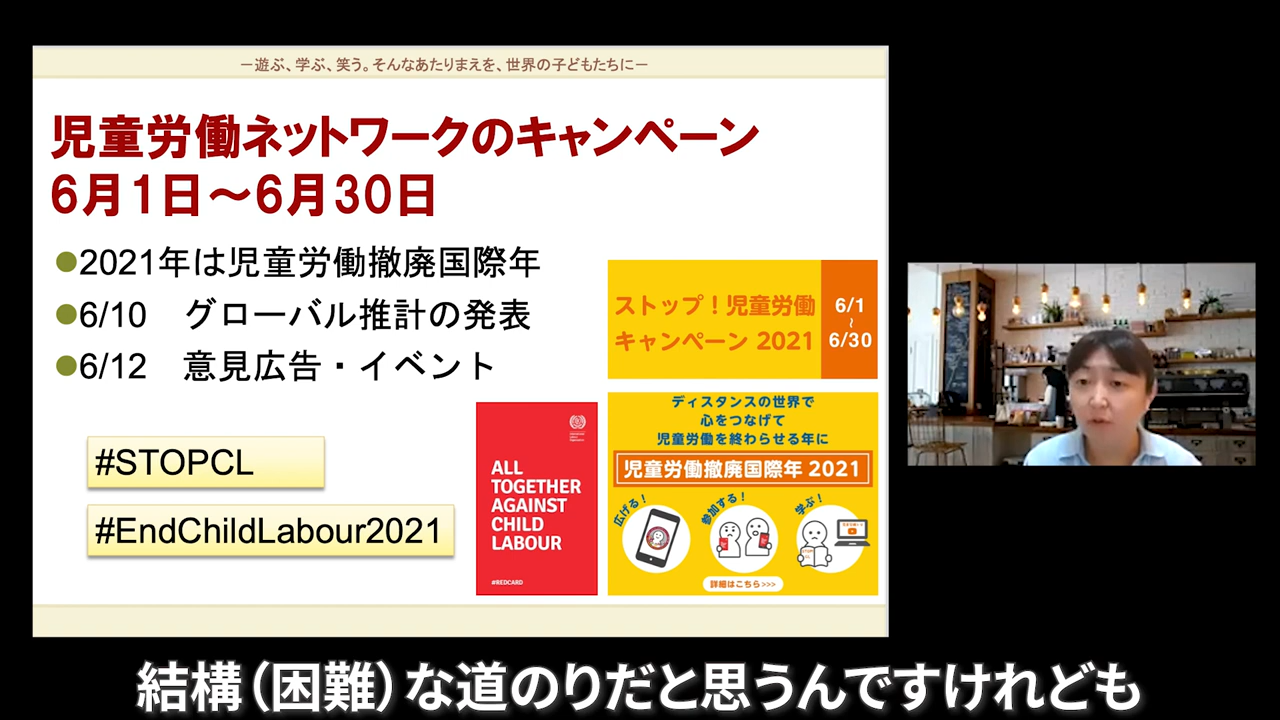 －遊ぶ、学ぶ、笑う。そんなあたりまえを、世界の子どもたちに－
児童労働ネットワークのキャンペーン
6月1日～6月30日
●2021年は児童労働撤廃国際年
●6/10　グローバル推計の発表
●6/12　意見広告・イベント
#STOPCL
#EndChildLabour2021
ストップ！児童労働
キャンペーン 2021
6/1
～
6/30
ALL
TOGETHER
AGAINST
CHILD
LABOUR
#REDCARD
ディスタンスの世界で
心をつなげて
児童労働を終わらせる年に
児童労働撤廃国際年 2021
広げる！
参加する！
学ぶ！
詳細はこちら>>>
結構（困難）な道のりだと思うんですけれども